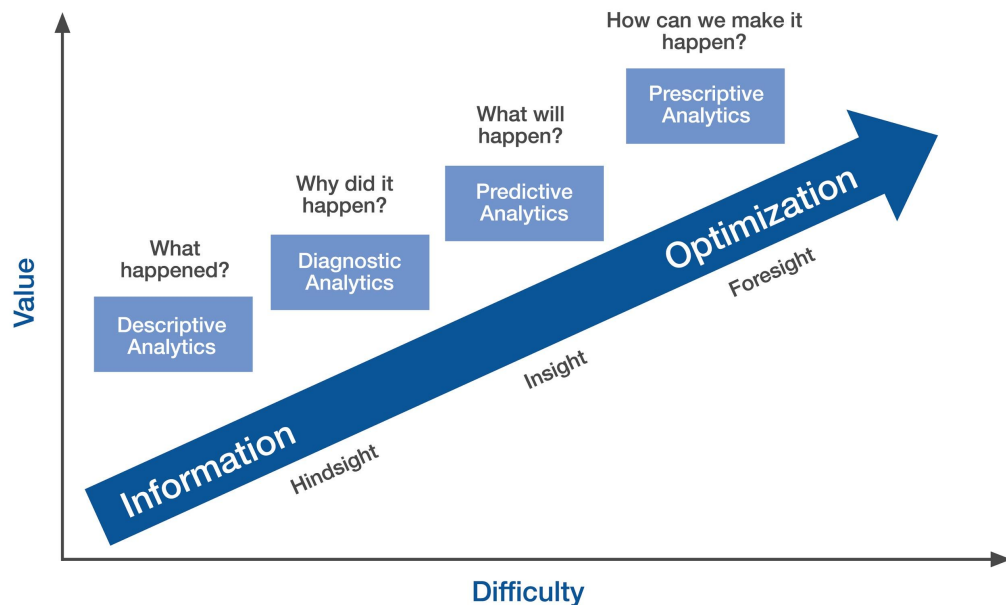 How can we make it
happen?
Prescriptive
Analytics
What will
happen?
Predictive
Analytics
Why did it
happen?
Diagnostic
Analytics
What
happened?
Descriptive
Analytics
Value
Information
Optimization
Hindsight
Insight
Foresight
Difficulty